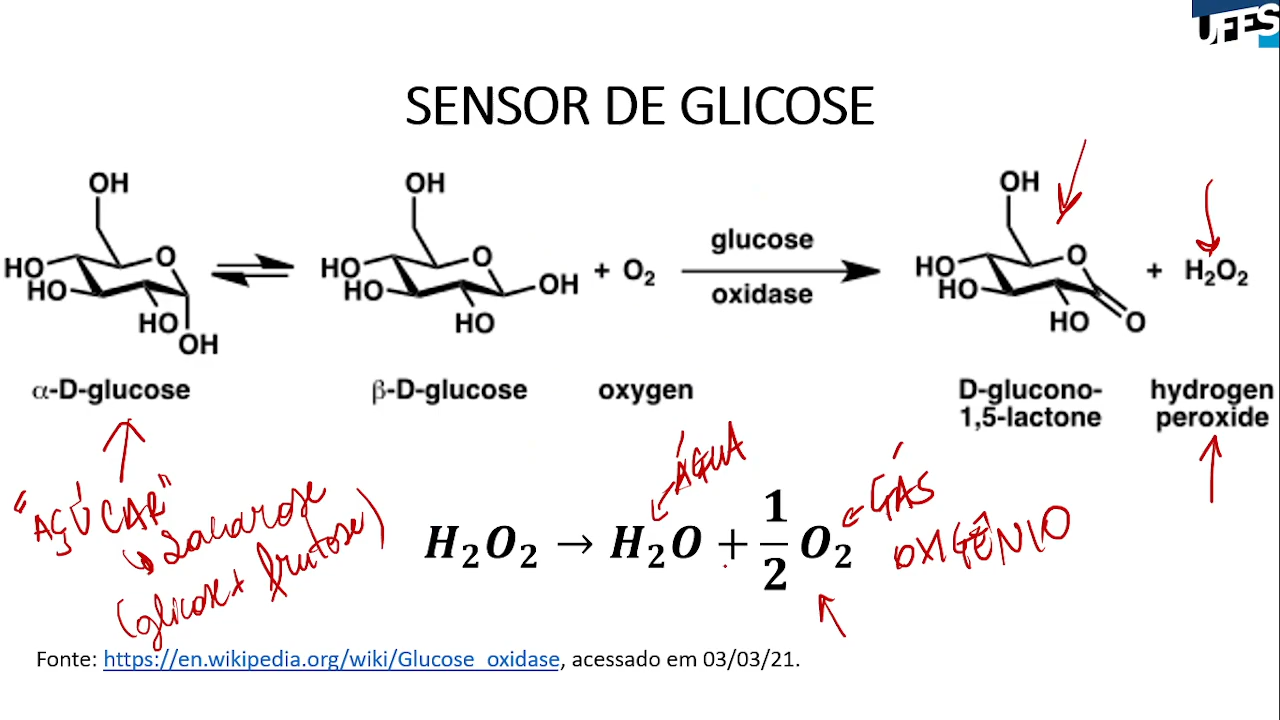 UFES
SENSOR DE GLICOSE
OH
HO
HO
O
HO
OH
OH
HO
HO
O
OH
HO
+ O₂
glucose
oxidase
OH
HO
HO
O
HO
O
+ H₂O₂
α-D-glucose
β-D-glucose
oxygen
D-glucono-
1,5-lactone
hydrogen
peroxide
"AÇÚCAR"
↳ sacarose
(glicose + frutose)
ÁGUA
GÁS
OXIGÊNIO
H₂O₂ → H₂O + 1/2 O₂
Fonte: https://en.wikipedia.org/wiki/Glucose_oxidase, acessado em 03/03/21.